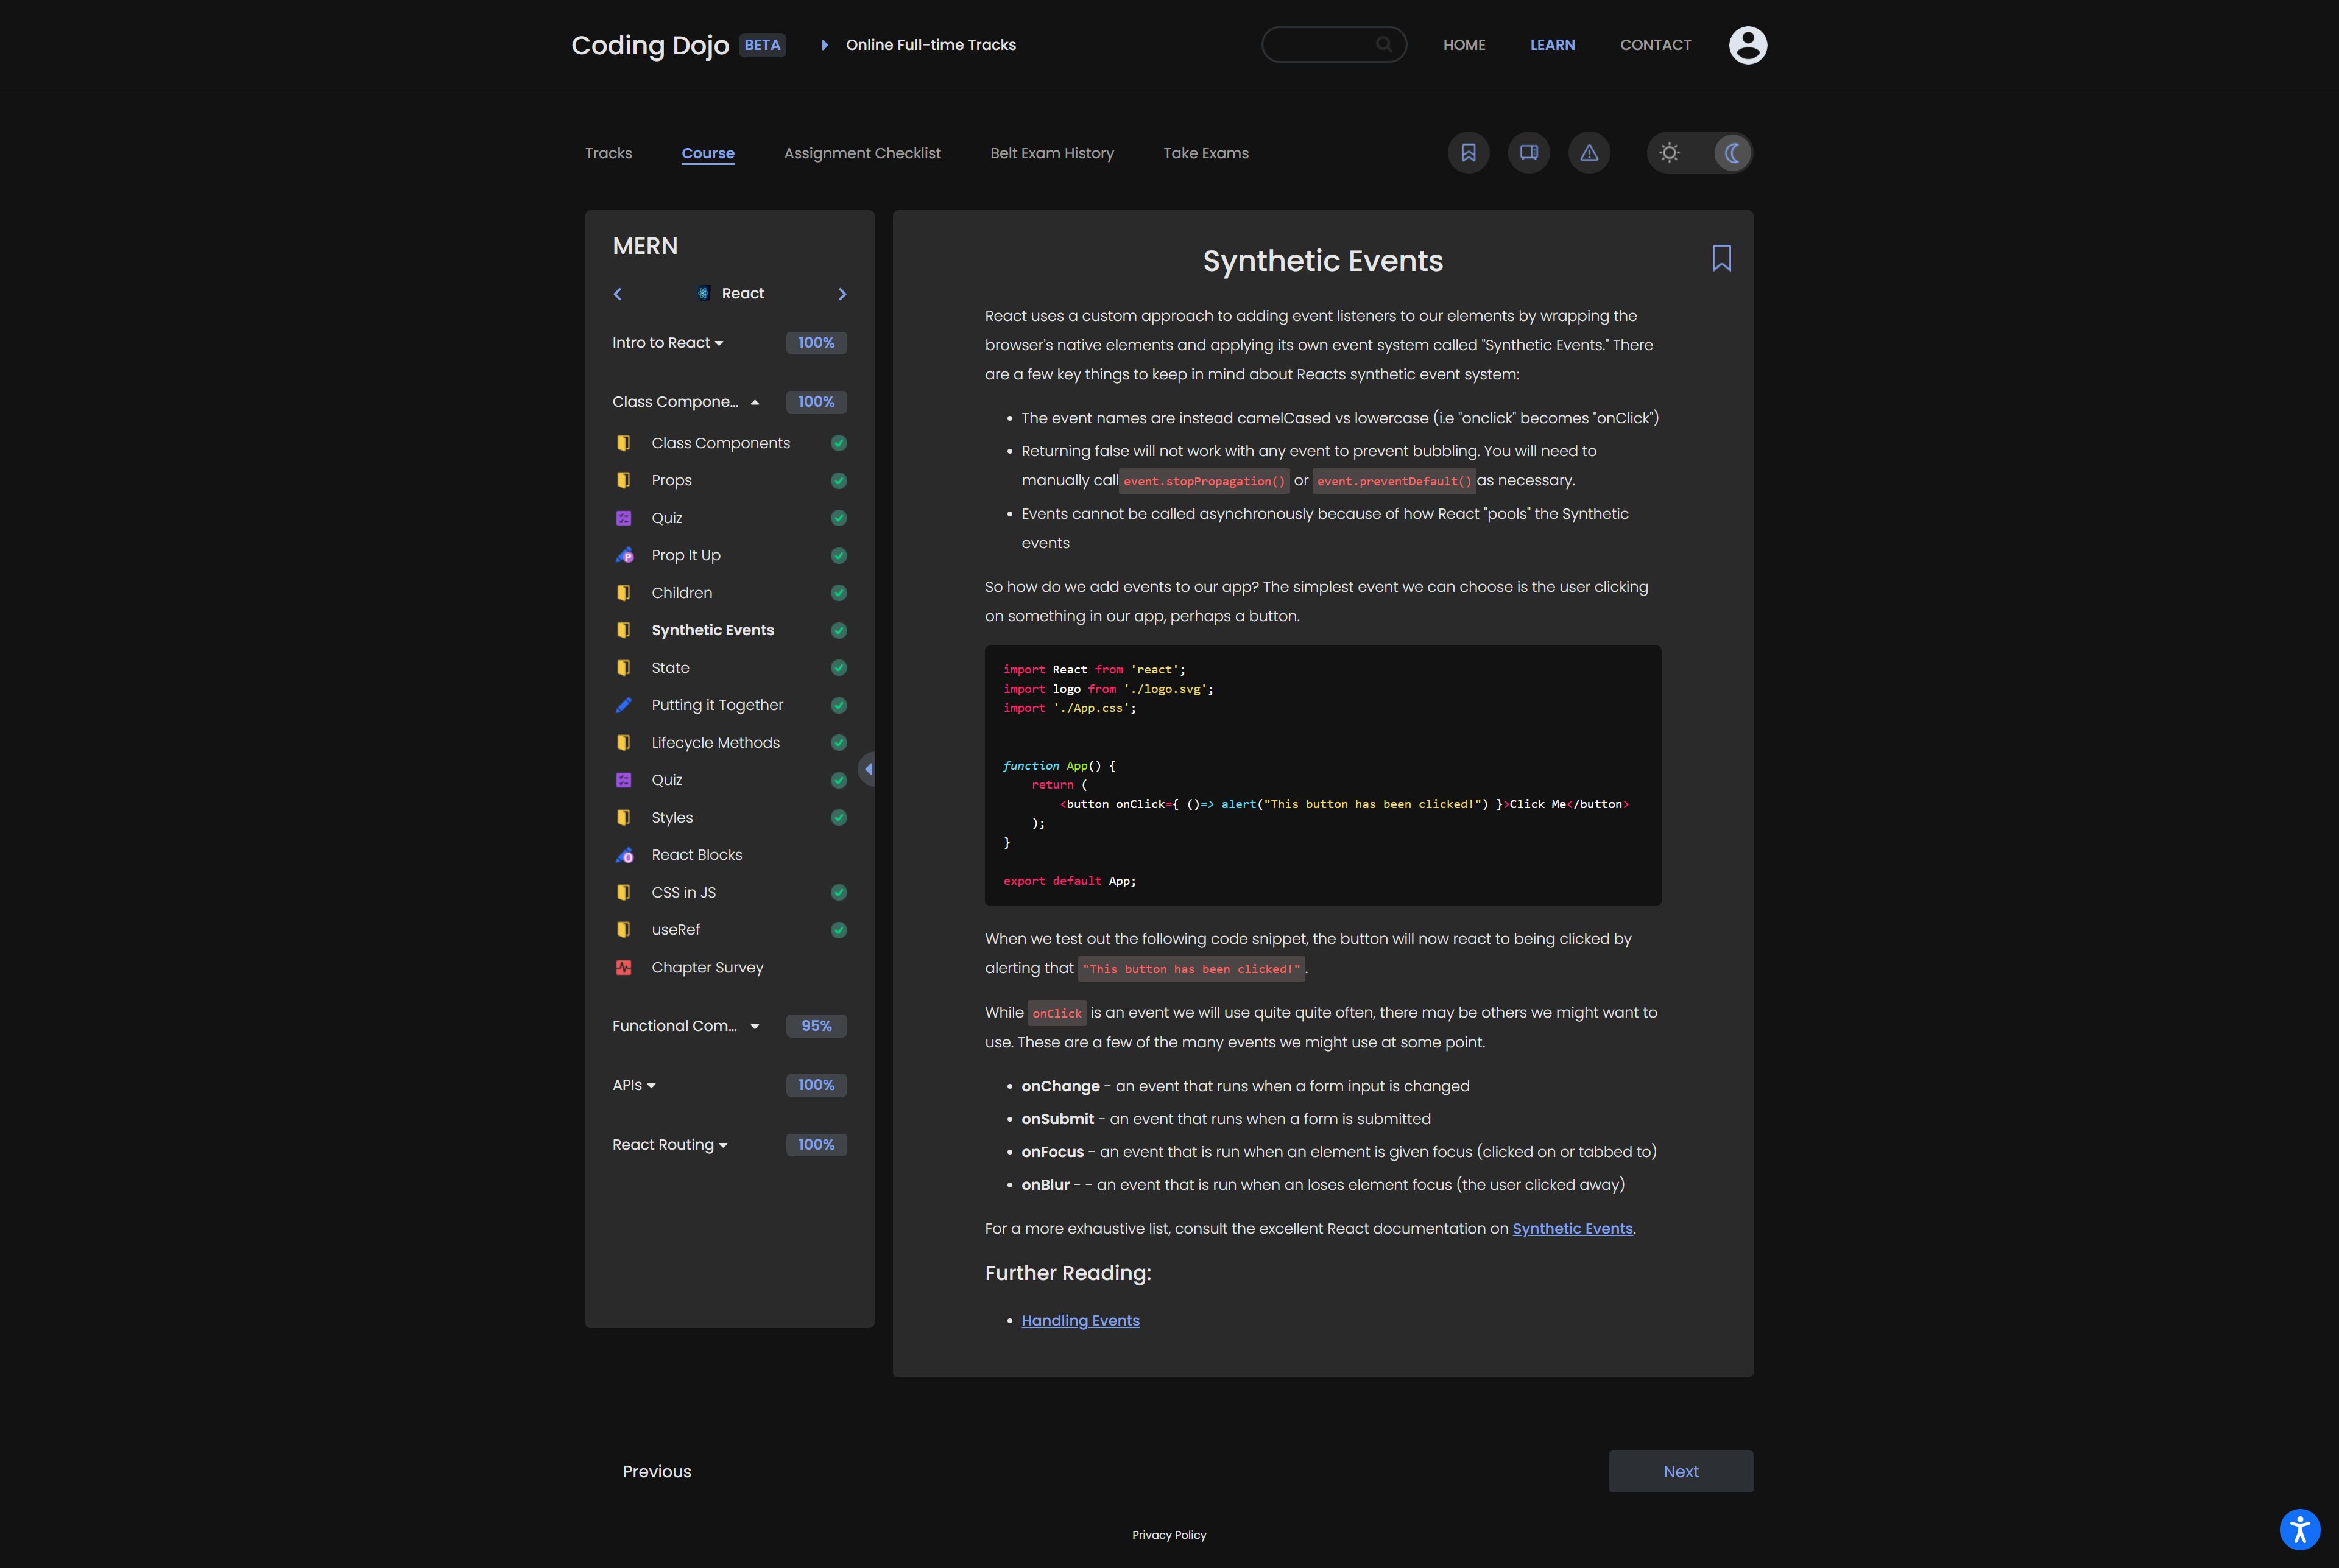 Coding Dojo BETA Online Full-time Tracks HOME LEARN CONTACT
Tracks Course Assignment Checklist Belt Exam History Take Exams
MERN
React
Intro to React 100%
Class Compone... 100%
Class Components
Props
Quiz
Prop It Up
Children
Synthetic Events
State
Putting it Together
Lifecycle Methods
Quiz
Styles
React Blocks
CSS in JS
useRef
Chapter Survey
Functional Com... 95%
APIs 100%
React Routing 100%
Synthetic Events
React uses a custom approach to adding event listeners to our elements by wrapping the
browser's native elements and applying its own event system called "Synthetic Events." There
are a few key things to keep in mind about Reacts synthetic event system:
• The event names are instead camelCased vs lowercase (i.e "onclick" becomes "onClick")
• Returning false will not work with any event to prevent bubbling. You will need to
manually call event.stopPropagation() or event.preventDefault() as necessary.
• Events cannot be called asynchronously because of how React "pools" the Synthetic
events
So how do we add events to our app? The simplest event we can choose is the user clicking
on something in our app, perhaps a button.
import React from 'react';
import logo from './logo.svg';
import './App.css';
function App() {
    return (
        <button onClick={ ()=> alert("This button has been clicked!") }>Click Me</button>
    );
}
export default App;
When we test out the following code snippet, the button will now react to being clicked by
alerting that "This button has been clicked!".
While onClick is an event we will use quite quite often, there may be others we might want to
use. These are a few of the many events we might use at some point.
• onChange - an event that runs when a form input is changed
• onSubmit - an event that runs when a form is submitted
• onFocus - an event that is run when an element is given focus (clicked on or tabbed to)
• onBlur - - an event that is run when an loses element focus (the user clicked away)
For a more exhaustive list, consult the excellent React documentation on Synthetic Events.
Further Reading:
• Handling Events
Previous Next
Privacy Policy